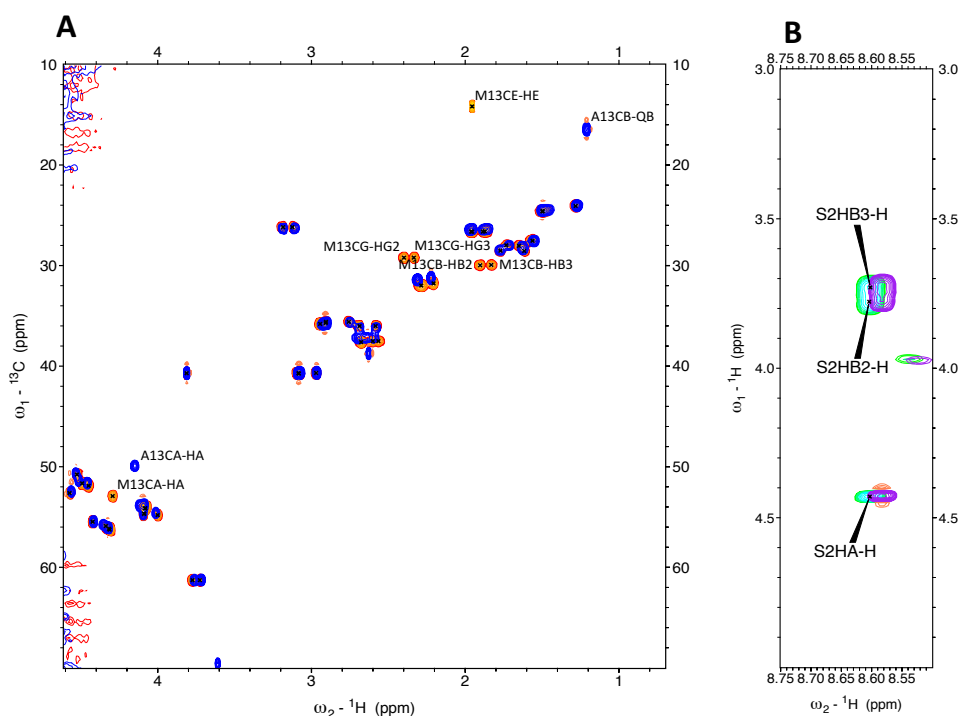 A
B
4 3 2 1
10 10
M13CE-HE
A13CB-QB
20 20
M13CG-HG2 M13CG-HG3
30 30
M13CB-HB2 M13CB-HB3
40 40
A13CA-HA
50 50
M13CA-HA
60 60
4 3 2 1
ω1 - 13C (ppm)
ω2 - 1H (ppm)
8.75 8.70 8.65 8.60 8.55
3.0 3.0
3.5 3.5
S2HB3-H
S2HB2-H
4.0 4.0
4.5 4.5
S2HA-H
8.75 8.70 8.65 8.60 8.55
ω1 - 1H (ppm)
ω2 - 1H (ppm)